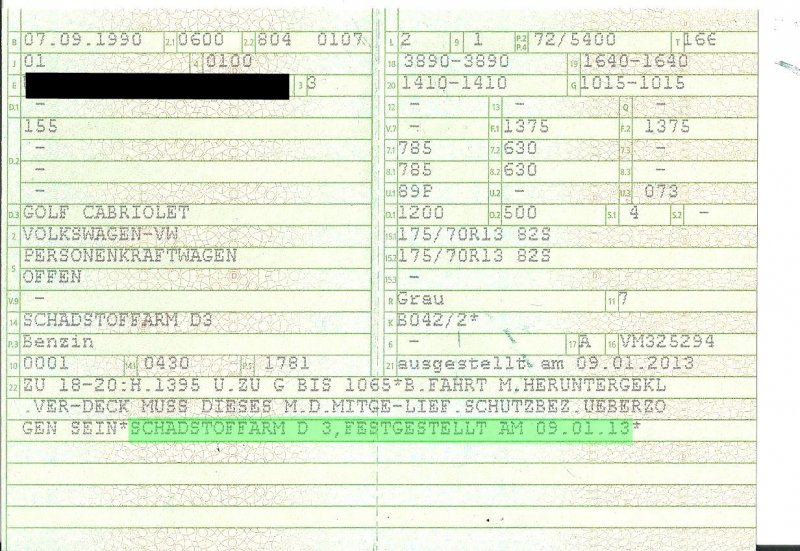 B 07.09.1990 2.1 0600 2.2 804 0107
J 01 4 0100
E 3 3
D.1 -
155
D.2 -
-
-
D.3 GOLF CABRIOLET
2 VOLKSWAGEN-VW
5 PERSONENKRAFTWAGEN
OFFEN
V.9 -
14 SCHADSTOFFARM D3
P.3 Benzin
10 0001 14.1 0430 P.1 1781
L 2 9 1 P.2 P.4 72/5400 T 166
18 3890-3890 19 1640-1640
20 1410-1410 G 1015-1015
12 - 13 - Q -
V.7 - F.1 1375 F.2 1375
7.1 785 7.2 630 7.3 -
8.1 785 8.2 630 8.3 -
U.1 89P U.2 - U.3 073
O.1 1200 O.2 500 S.1 4 S.2 -
15.1 175/70R13 82S
15.2 175/70R13 82S
15.3 -
R Grau 11 7
K B042/2*
6 - 17 A 16 VM325294
21 ausgestellt am 09.01.2013
22 ZU 18-20:H.1395 U.ZU G BIS 1065*B.FAHRT M.HERUNTERGEKL
.VER-DECK MUSS DIESES M.D.MITGE-LIEF.SCHUTZBEZ.UEBERZO
GEN SEIN*SCHADSTOFFARM D 3,FESTGESTELLT AM 09.01.13*